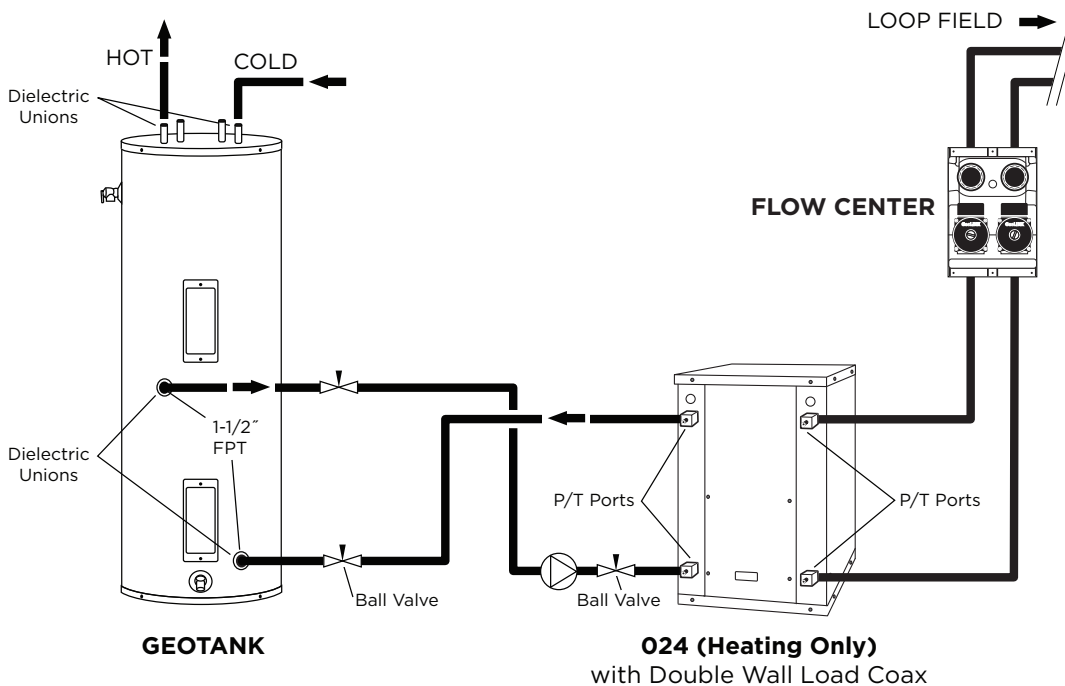 LOOP FIELD
HOT
COLD
Dielectric
Unions
FLOW CENTER
1-1/2˝
FPT
Dielectric
Unions
P/T Ports
P/T Ports
Ball Valve
Ball Valve
GEOTANK
024 (Heating Only)
with Double Wall Load Coax